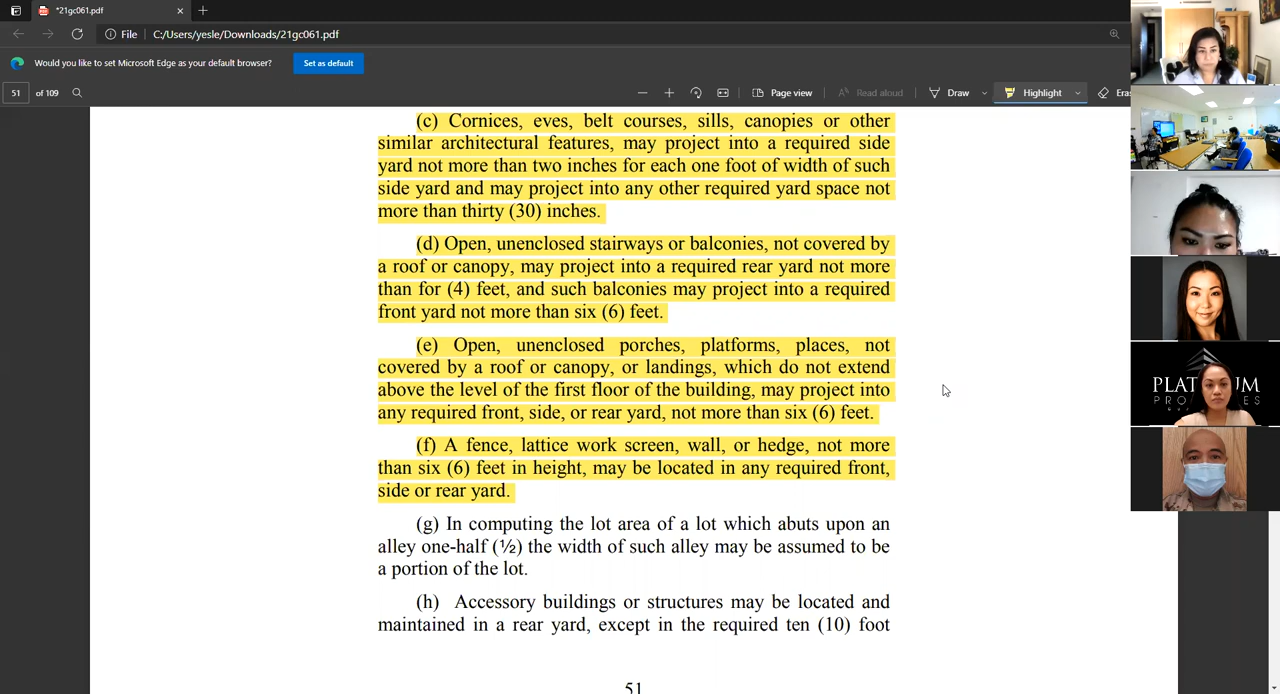 *21gc061.pdf
File
C:/Users/yesle/Downloads/21gc061.pdf
Would you like to set Microsoft Edge as your default browser?
Set as default
51 of 109
Page view
Read aloud
Draw
Highlight
Eras
(c) Cornices, eves, belt courses, sills, canopies or other
similar architectural features, may project into a required side
yard not more than two inches for each one foot of width of such
side yard and may project into any other required yard space not
more than thirty (30) inches.
(d) Open, unenclosed stairways or balconies, not covered by
a roof or canopy, may project into a required rear yard not more
than for (4) feet, and such balconies may project into a required
front yard not more than six (6) feet.
(e) Open, unenclosed porches, platforms, places, not
covered by a roof or canopy, or landings, which do not extend
above the level of the first floor of the building, may project into
any required front, side, or rear yard, not more than six (6) feet.
(f) A fence, lattice work screen, wall, or hedge, not more
than six (6) feet in height, may be located in any required front,
side or rear yard.
(g) In computing the lot area of a lot which abuts upon an
alley one-half (½) the width of such alley may be assumed to be
a portion of the lot.
(h) Accessory buildings or structures may be located and
maintained in a rear yard, except in the required ten (10) foot
51